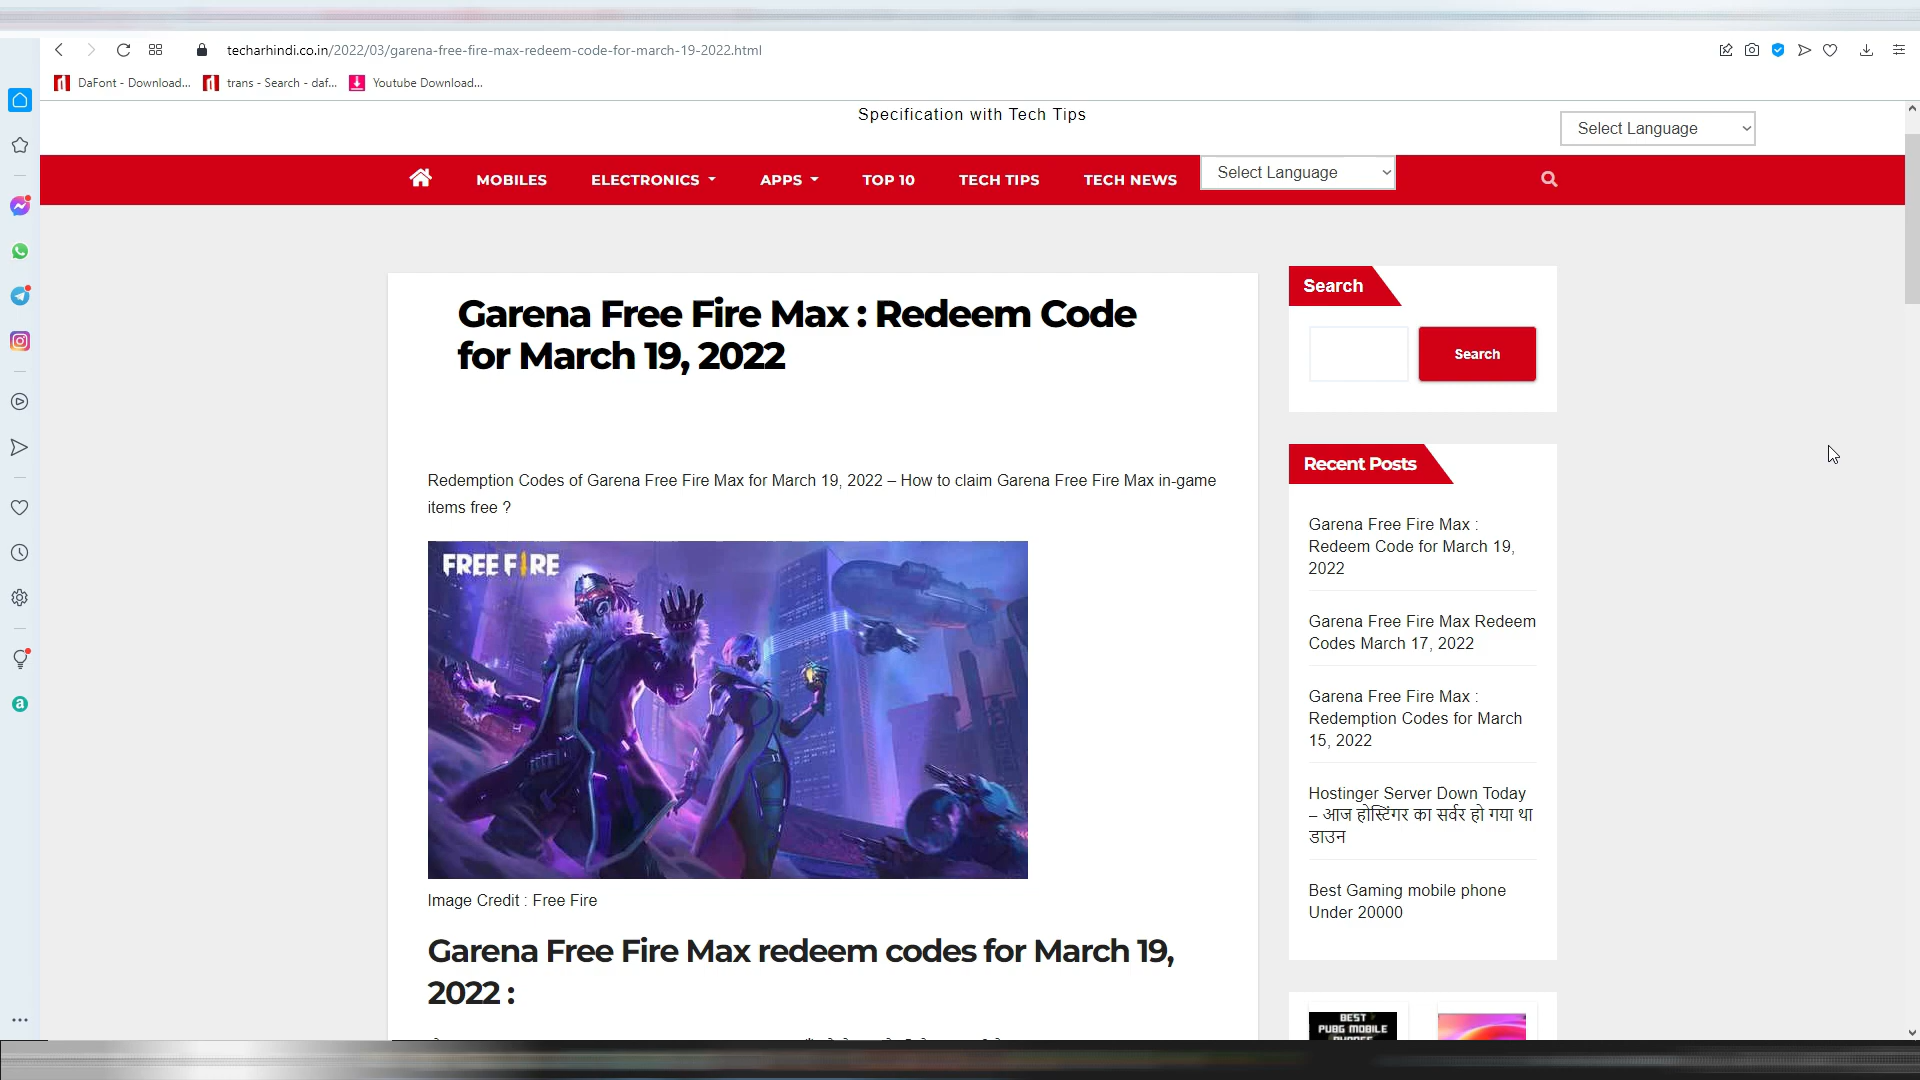 techarhindi.co.in/2022/03/garena-free-fire-max-redeem-code-for-march-19-2022.html
DaFont - Download...
trans - Search - daf...
Youtube Download...
Specification with Tech Tips
Select Language
MOBILES
ELECTRONICS
APPS
TOP 10
TECH TIPS
TECH NEWS
Select Language
Garena Free Fire Max : Redeem Code
for March 19, 2022
Redemption Codes of Garena Free Fire Max for March 19, 2022 – How to claim Garena Free Fire Max in-game
items free ?
FREE FIRE
Image Credit : Free Fire
Garena Free Fire Max redeem codes for March 19,
2022 :
Search
Search
Recent Posts
Garena Free Fire Max :
Redeem Code for March 19,
2022
Garena Free Fire Max Redeem
Codes March 17, 2022
Garena Free Fire Max :
Redemption Codes for March
15, 2022
Hostinger Server Down Today
– आज होस्टिंगर का सर्वर हो गया था
डाउन
Best Gaming mobile phone
Under 20000
BEST
PUBG MOBILE
a